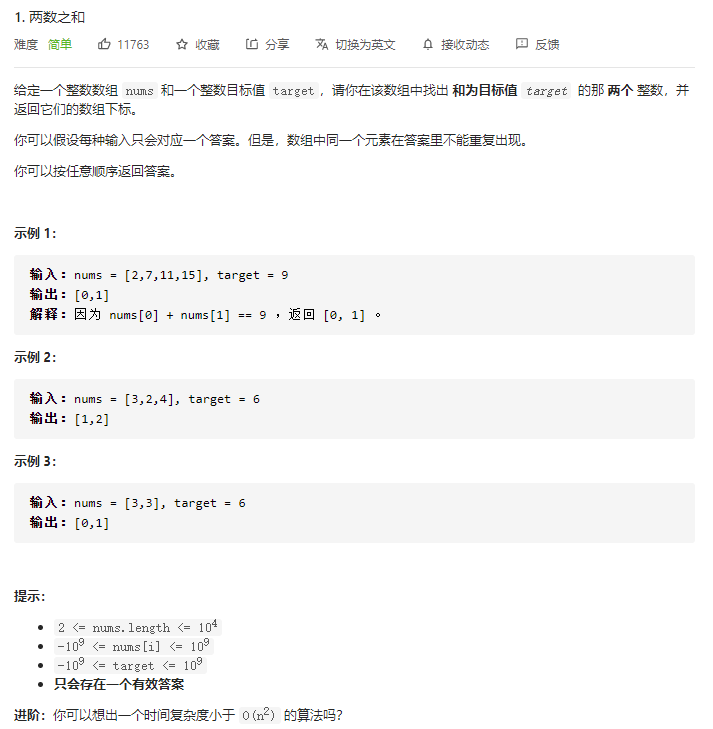 1. 两数之和
难度 简单 11763 收藏 分享 切换为英文 接收动态 反馈
给定一个整数数组 nums 和一个整数目标值 target，请你在该数组中找出 和为目标值 target 的那 两个 整数，并
返回它们的数组下标。
你可以假设每种输入只会对应一个答案。但是，数组中同一个元素在答案里不能重复出现。
你可以按任意顺序返回答案。
示例 1：
输入：nums = [2,7,11,15], target = 9
输出：[0,1]
解释：因为 nums[0] + nums[1] == 9 ，返回 [0, 1] 。
示例 2：
输入：nums = [3,2,4], target = 6
输出：[1,2]
示例 3：
输入：nums = [3,3], target = 6
输出：[0,1]
提示：
• 2 <= nums.length <= 10⁴
• -10⁹ <= nums[i] <= 10⁹
• -10⁹ <= target <= 10⁹
• 只会存在一个有效答案
进阶：你可以想出一个时间复杂度小于 O(n²) 的算法吗？